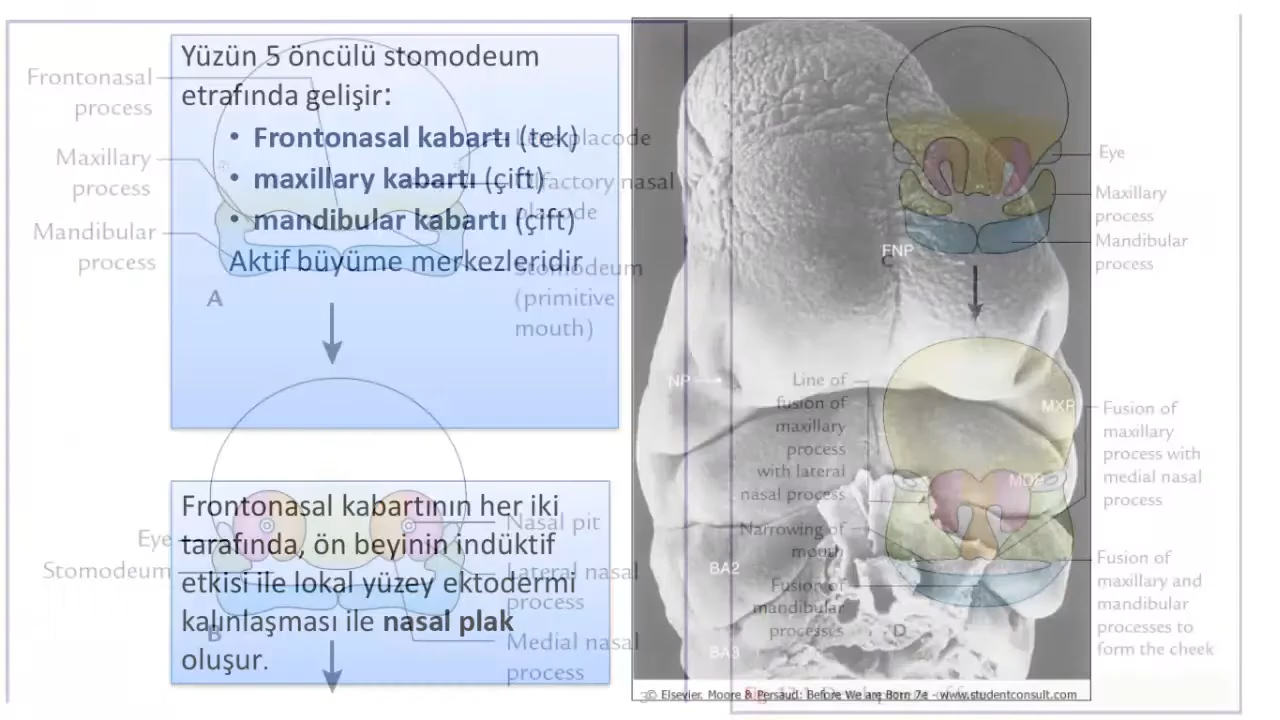 Yüzün 5 öncülü stomodeum
etrafında gelişir:
• Frontonasal kabartı (tek)
• maxillary kabartı (çift)
• mandibular kabartı (çift)
Aktif büyüme merkezleridir
Frontonasal kabartının her iki
tarafında, ön beyinin indüktif
etkisi ile lokal yüzey ektodermi
kalınlaşması ile nasal plak
oluşur.
Frontonasal
process
Maxillary
process
Mandibular
process
Lens placode
Olfactory nasal
placode
Stomodeum
(primitive
mouth)
A
Eye
Stomodeum
Nasal pit
Lateral nasal
process
Medial nasal
process
B
FNP
NP
MXP
MDP
BA2
BA3
Eye
Maxillary
process
Mandibular
process
C
Line of
fusion of
maxillary
process
with lateral
nasal process
Narrowing of
mouth
Fusion of
mandibular
processes
D
Fusion of
maxillary
process with
medial nasal
process
Fusion of
maxillary and
mandibular
processes to
form the cheek
© Elsevier. Moore & Persaud: Before We are Born 7e - www.studentconsult.com